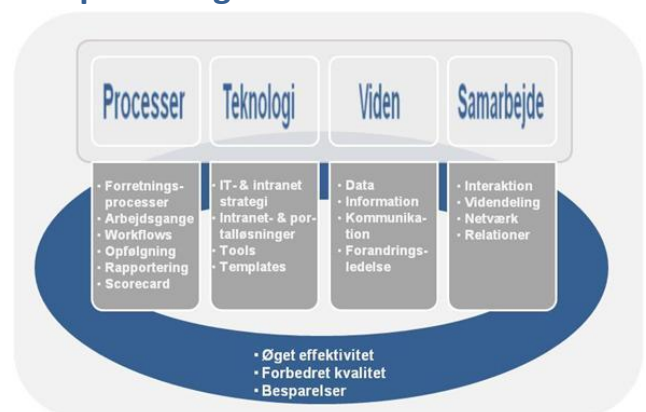 Processer
Teknologi
Viden
Samarbejde
• Forretnings-
processer
• Arbejdsgange
• Workflows
• Opfølgning
• Rapportering
• Scorecard
• IT- & intranet
strategi
• Intranet- & por-
talløsninger
• Tools
• Templates
• Data
• Information
• Kommunika-
tion
• Forandrings-
ledelse
• Interaktion
• Videndeling
• Netværk
• Relationer
• Øget effektivitet
• Forbedret kvalitet
• Besparelser